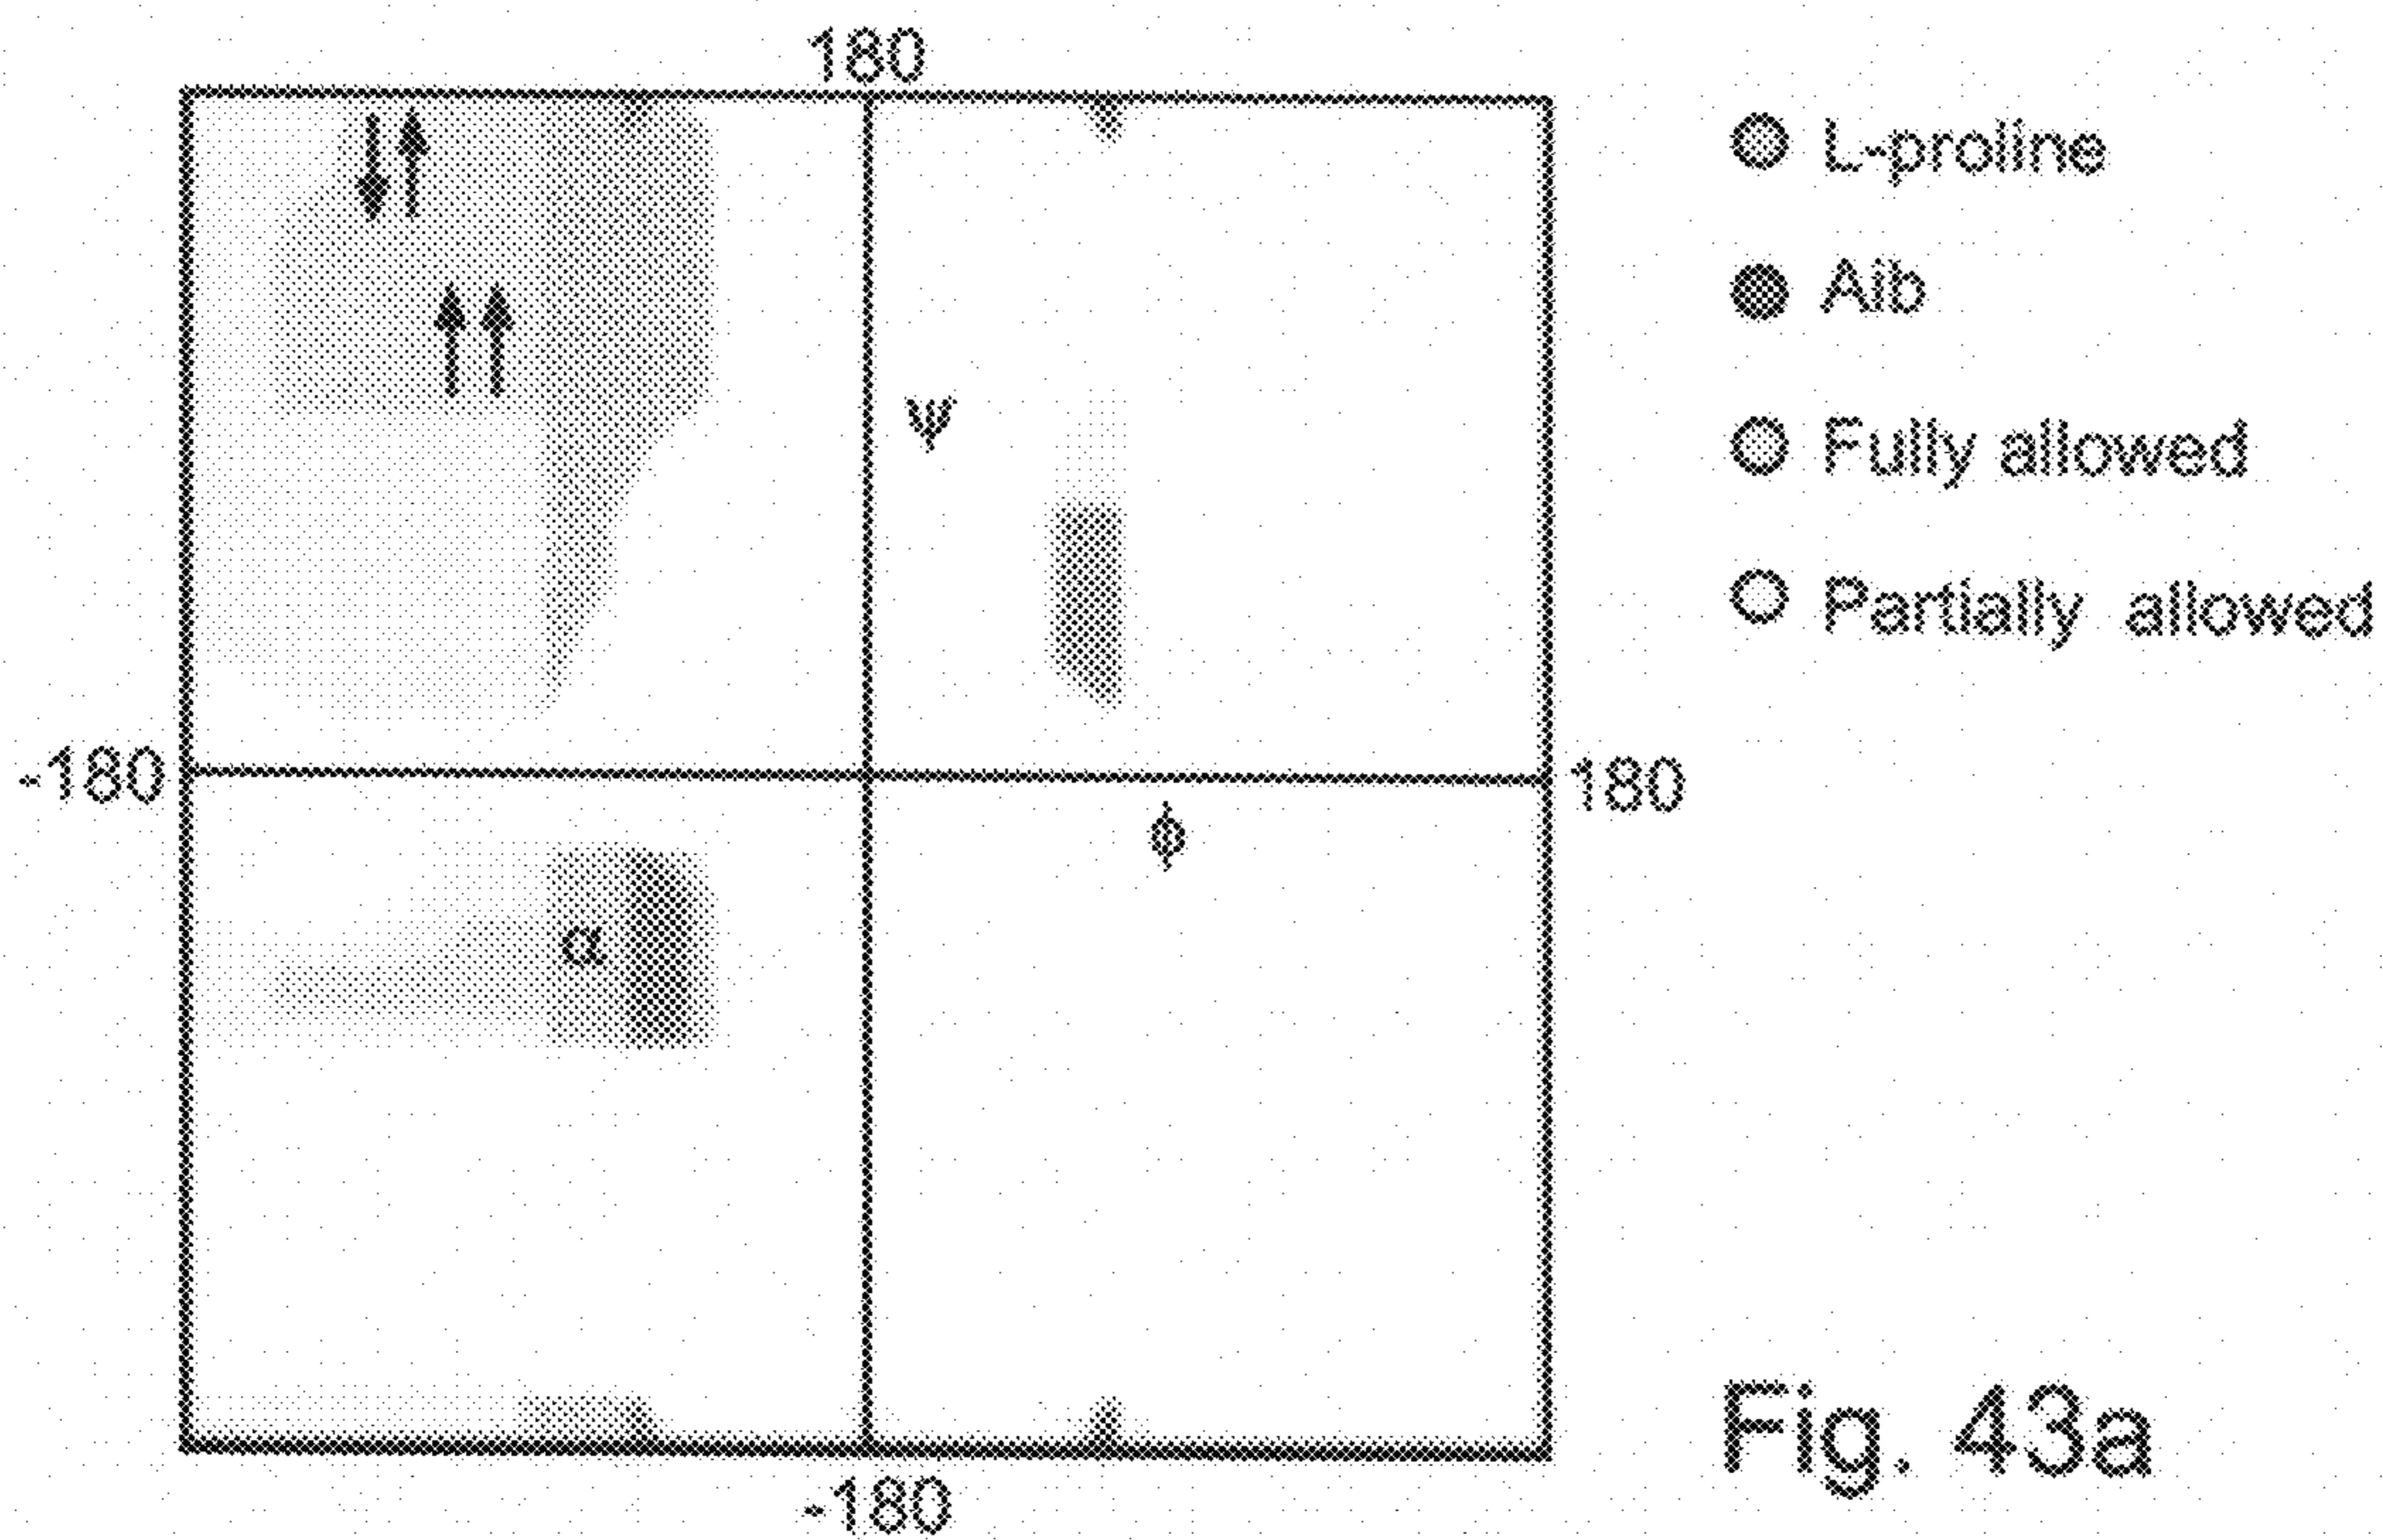 180
L-proline
Aib
ψ
Fully allowed
Partially allowed
-180
180
ϕ
α
Fig. 43a
-180